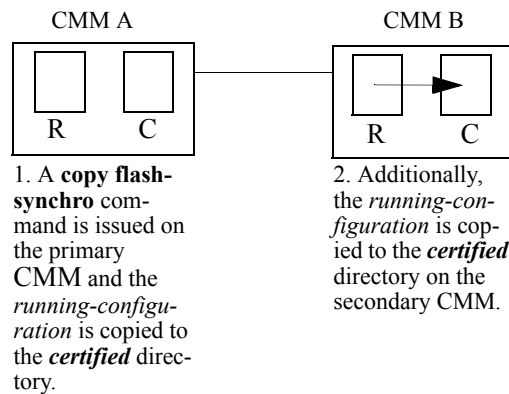 CMM A
CMM B
R
C
R
C
1. A copy flash-
synchro com-
mand is issued on
the primary
CMM and the
running-configu-
ration is copied to
the certified direc-
tory.
2. Additionally,
the running-con-
figuration is cop-
ied to the certified
directory on the
secondary CMM.